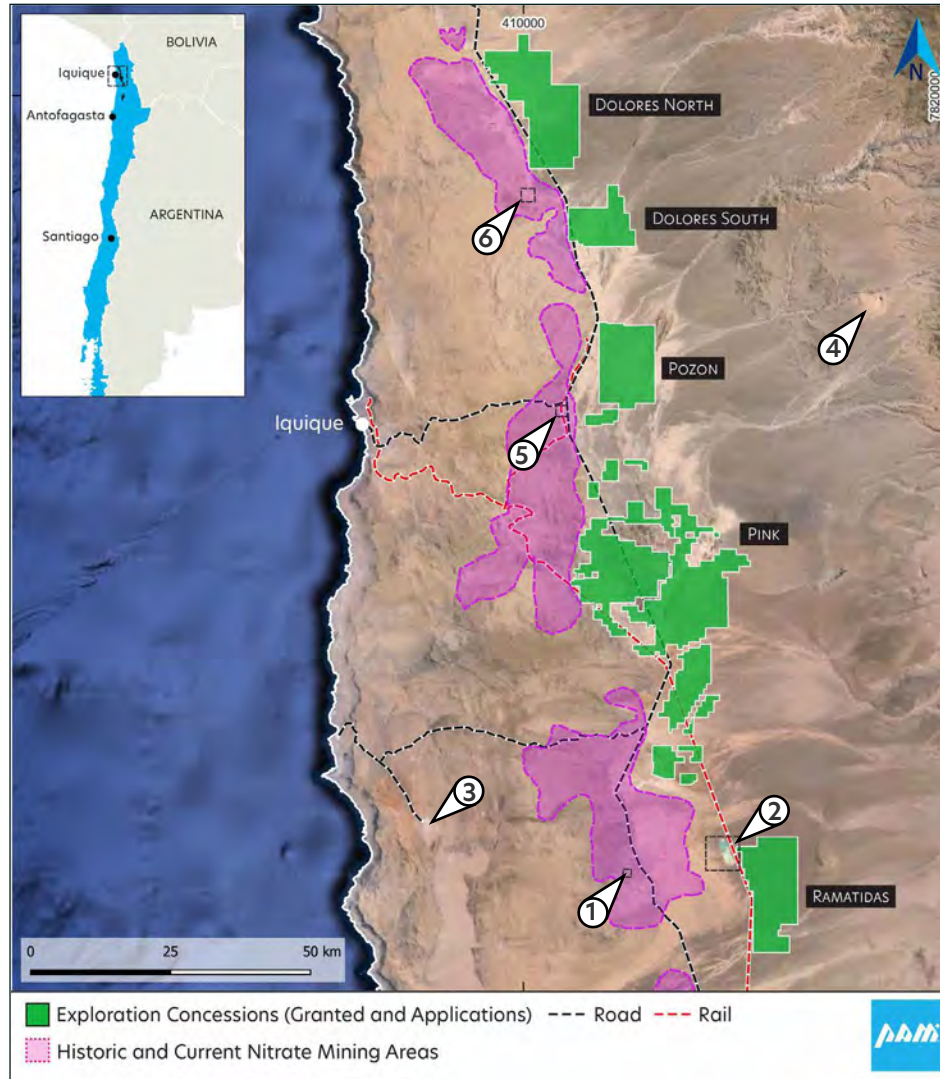 410000
7820000
N
BOLIVIA
Iquique
Antofagasta
ARGENTINA
Santiago
DOLORES NORTH
6
DOLORES SOUTH
4
POZON
Iquique
5
PINK
3
2
1
RAMATIDAS
0 25 50 km
Exploration Concessions (Granted and Applications) Road Rail
Historic and Current Nitrate Mining Areas
PAM